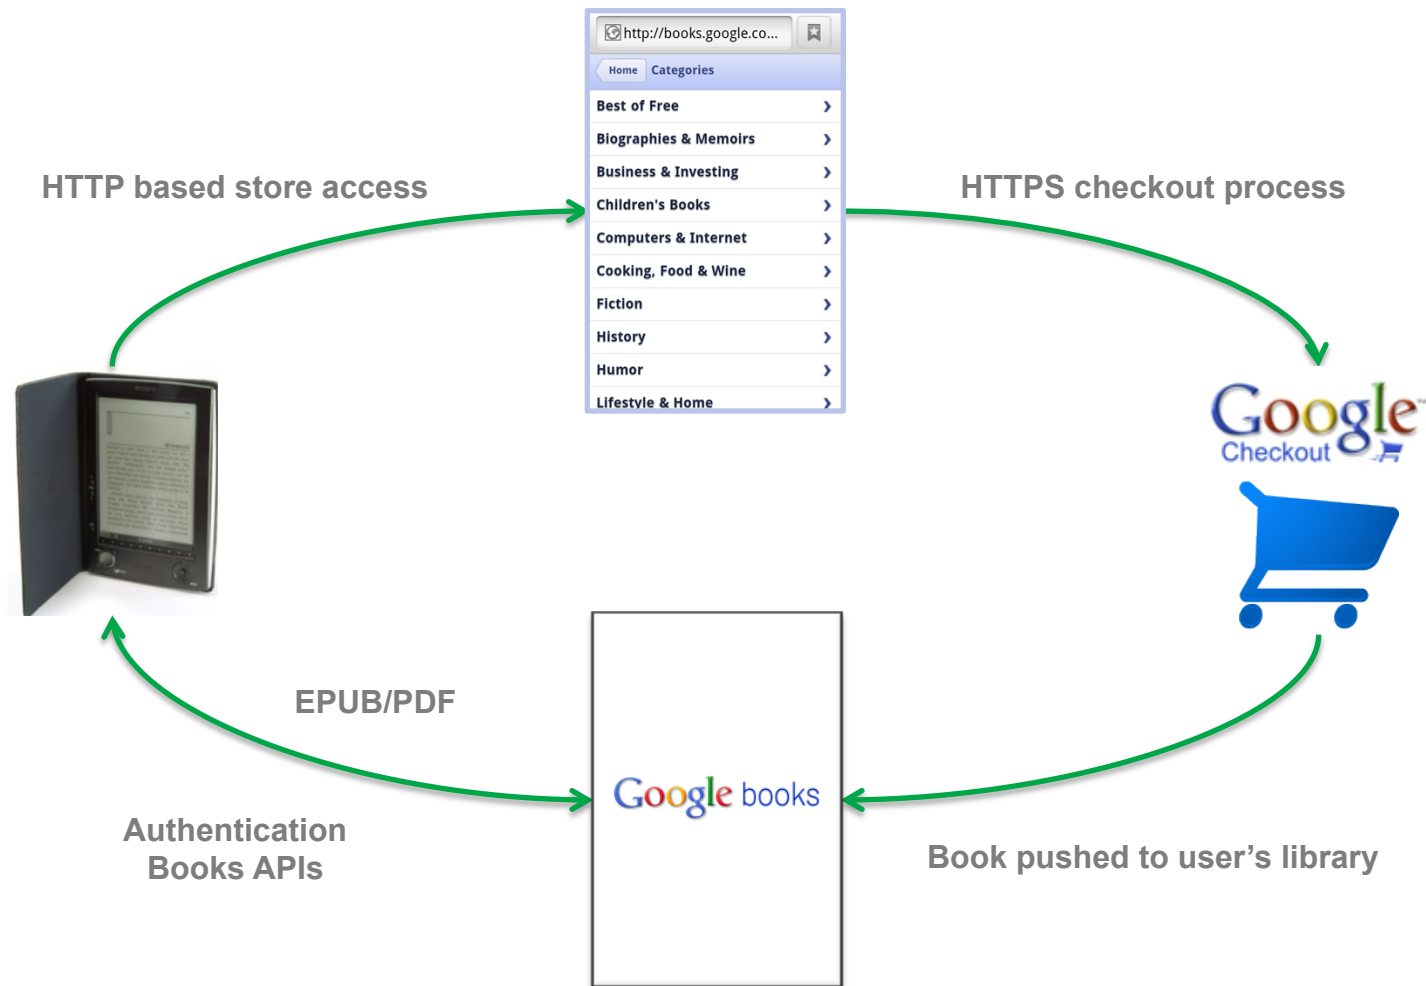 http://books.google.co...
Home Categories
Best of Free
Biographies & Memoirs
Business & Investing
Children's Books
Computers & Internet
Cooking, Food & Wine
Fiction
History
Humor
Lifestyle & Home
HTTP based store access
HTTPS checkout process
Google
Checkout
SONY
EPUB/PDF
Google books
Authentication
Books APIs
Book pushed to user’s library